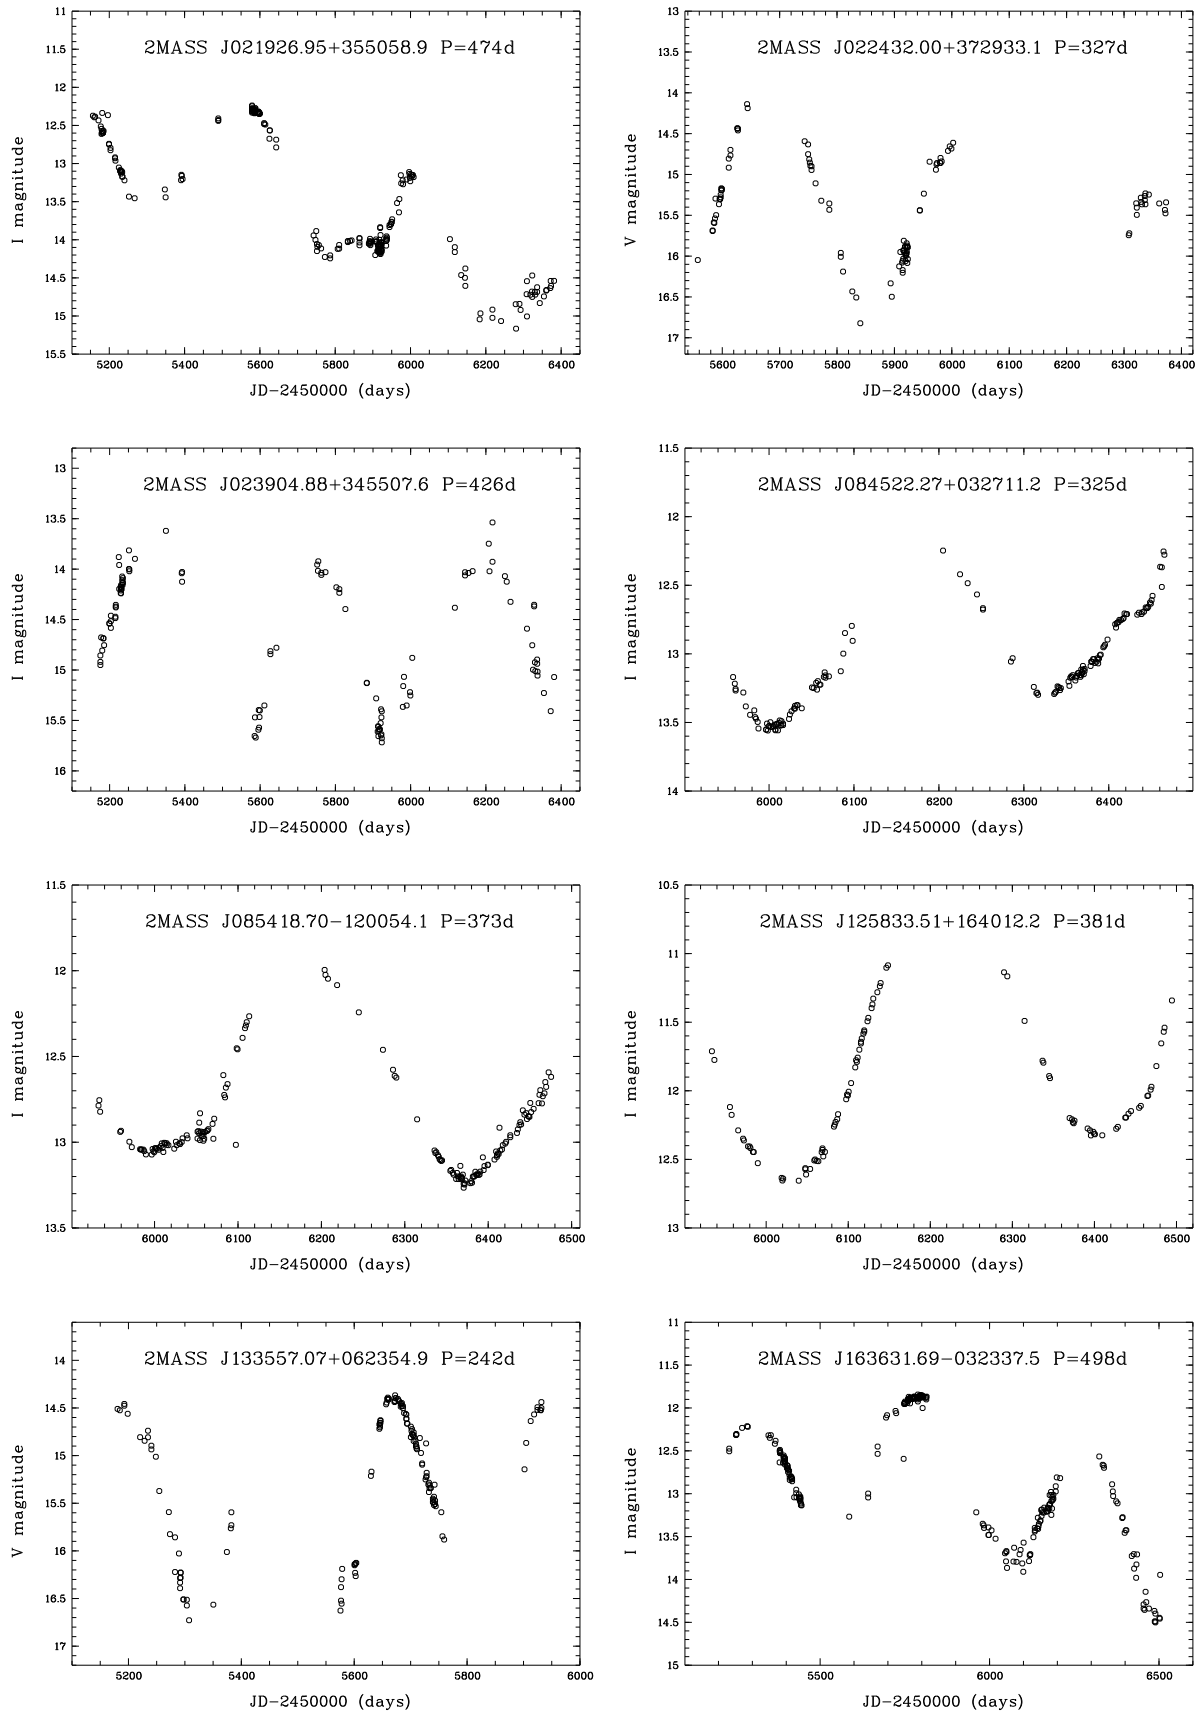 2MASS J021926.95+355058.9 P=474d
I magnitude
11
11.5
12
12.5
13
13.5
14
14.5
15
15.5
5200 5400 5600 5800 6000 6200 6400
JD-2450000 (days)
2MASS J022432.00+372933.1 P=327d
V magnitude
13
14
14.5
15
15.5
16
16.5
17
5600 5700 5800 5900 6000 6100 6200 6300 6400
JD-2450000 (days)
2MASS J023904.88+345507.6 P=426d
I magnitude
13
13.5
14
14.5
15
15.5
16
5200 5400 5600 5800 6000 6200 6400
JD-2450000 (days)
2MASS J084522.27+032711.2 P=325d
I magnitude
11.5
12
12.5
13
13.5
14
6000 6100 6200 6300 6400
JD-2450000 (days)
2MASS J085418.70-120054.1 P=373d
I magnitude
11.5
12
12.5
13
13.5
6000 6100 6200 6300 6400 6500
JD-2450000 (days)
2MASS J125833.51+164012.2 P=381d
I magnitude
10.5
11
11.5
12
12.5
13
6000 6100 6200 6300 6400 6500
JD-2450000 (days)
2MASS J133557.07+062354.9 P=242d
V magnitude
14
14.5
15
15.5
16
16.5
17
5200 5400 5600 5800 6000
JD-2450000 (days)
2MASS J163631.69-032337.5 P=498d
I magnitude
11
11.5
12
12.5
13
13.5
14
14.5
15
5500 6000 6500
JD-2450000 (days)